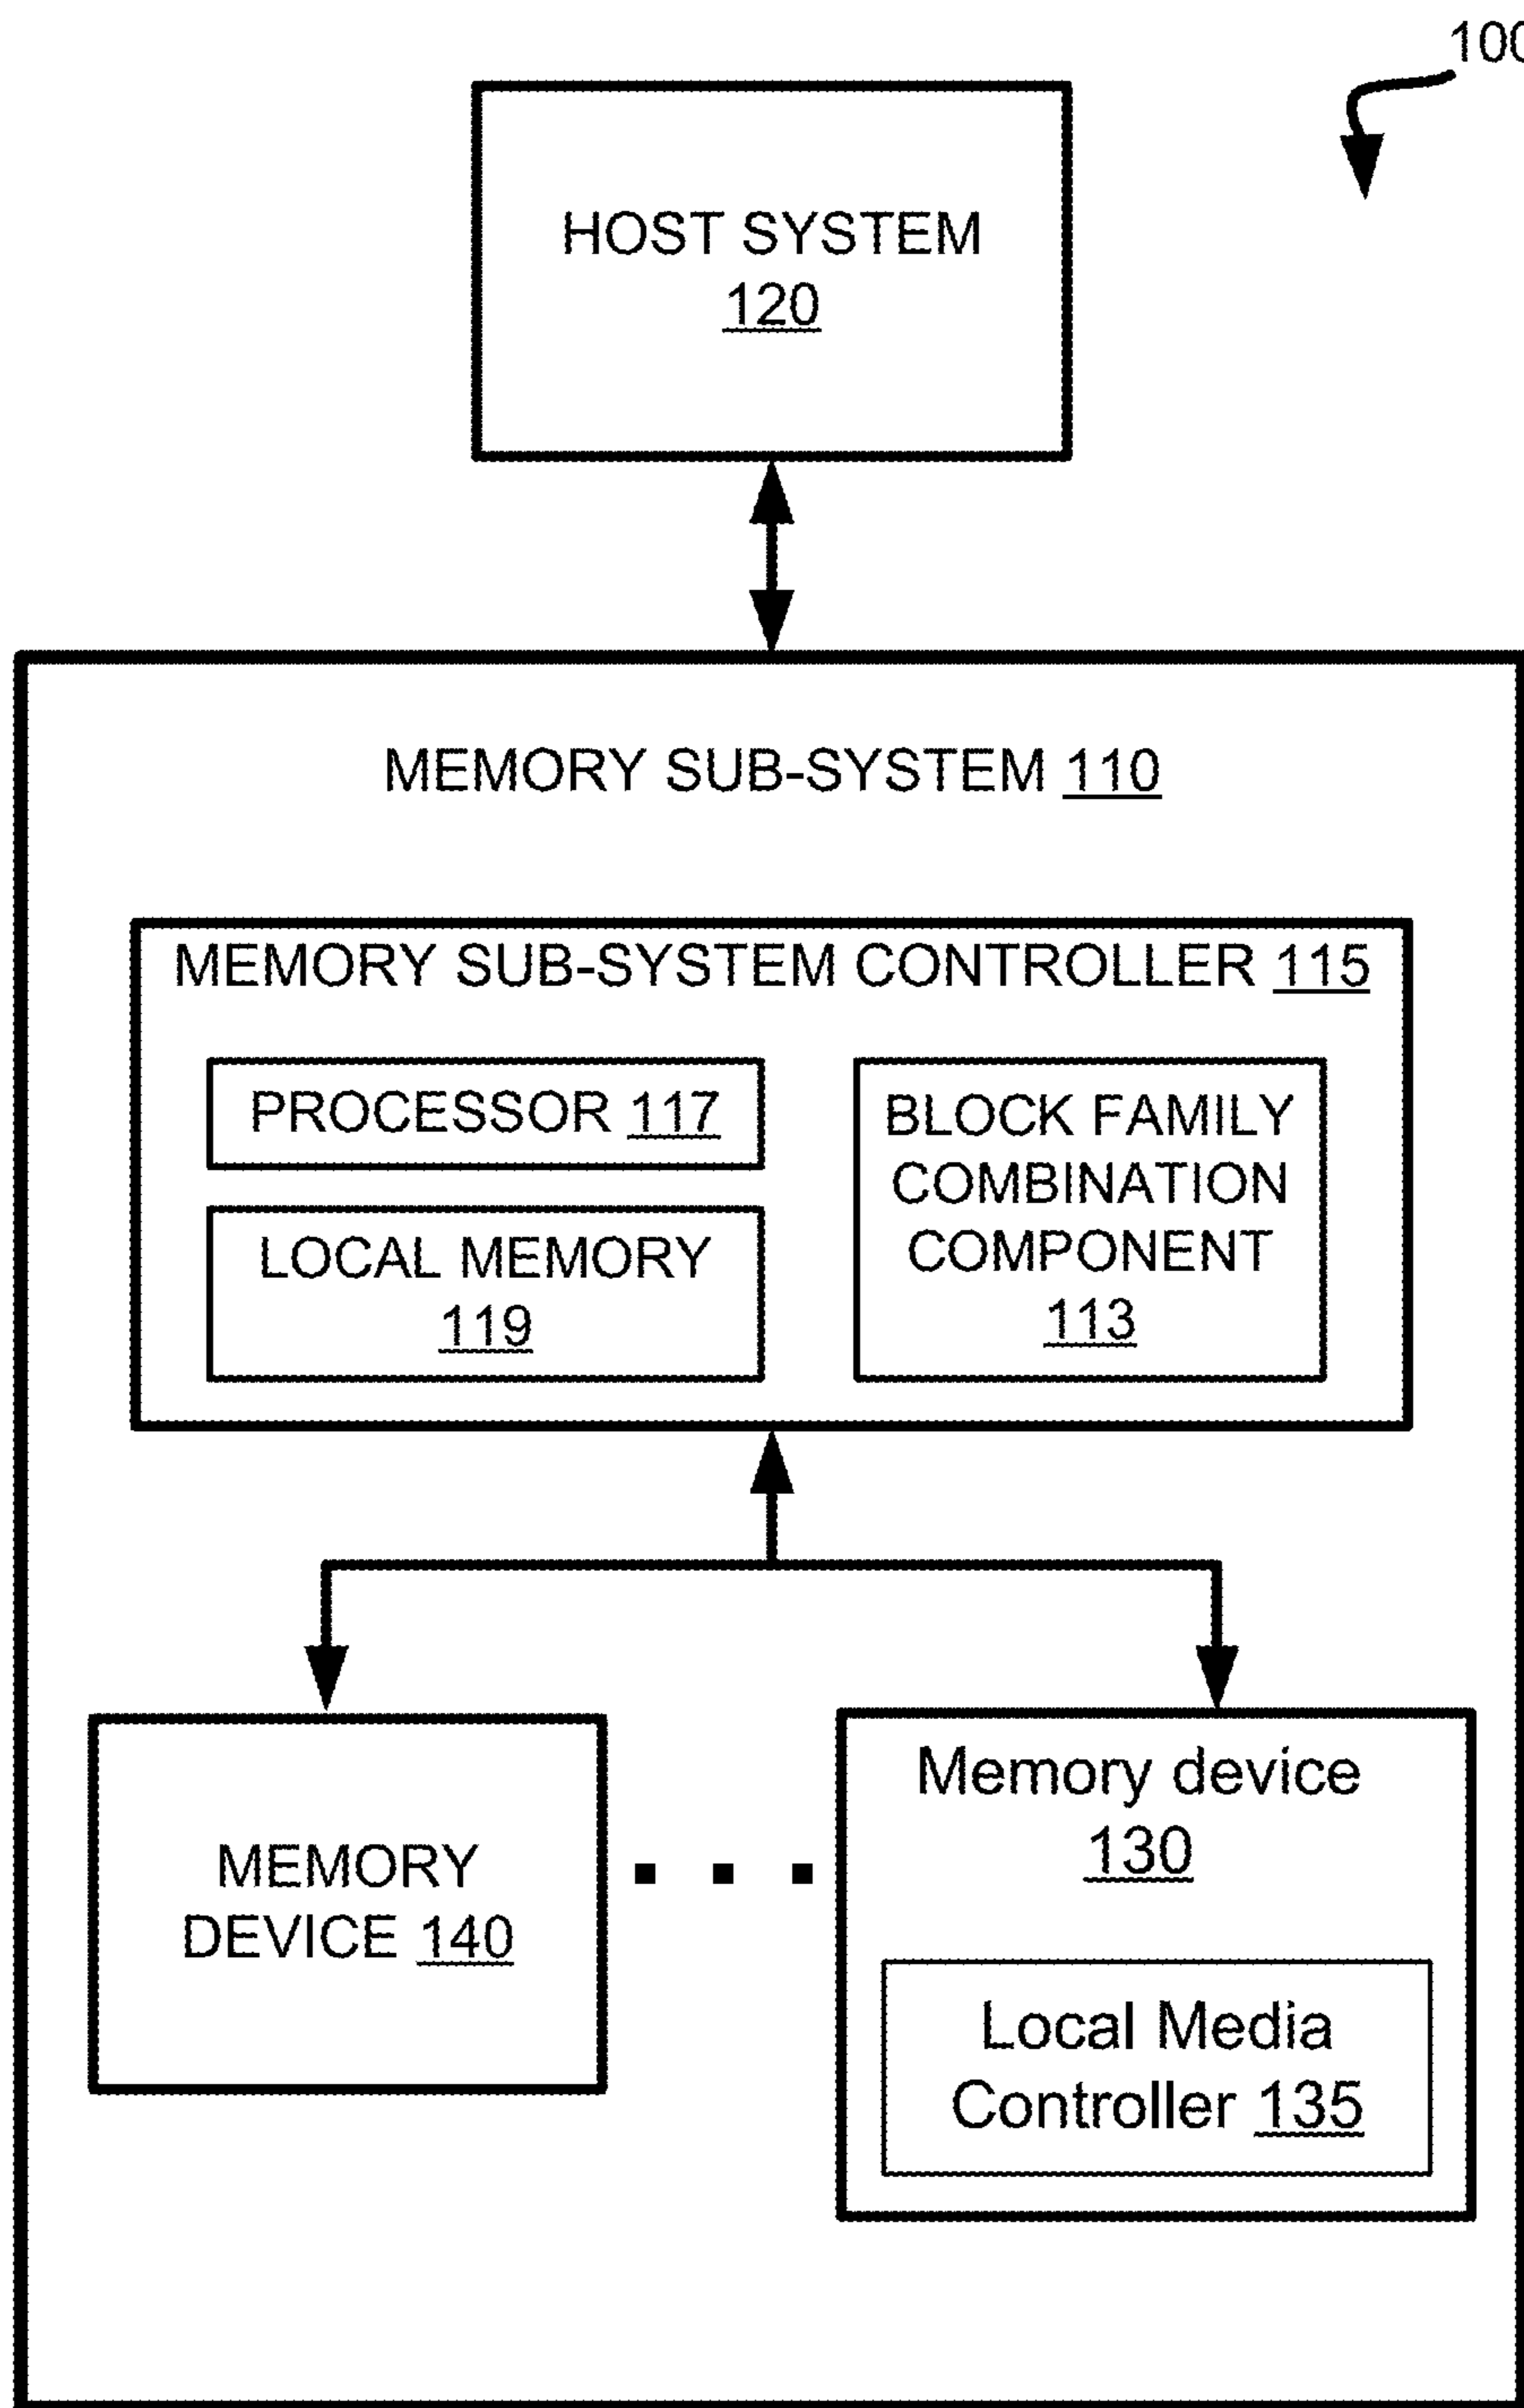 100
HOST SYSTEM
120
MEMORY SUB-SYSTEM 110
MEMORY SUB-SYSTEM CONTROLLER 115
PROCESSOR 117
LOCAL MEMORY
119
BLOCK FAMILY
COMBINATION
COMPONENT
113
MEMORY
DEVICE 140
Memory device
130
Local Media
Controller 135